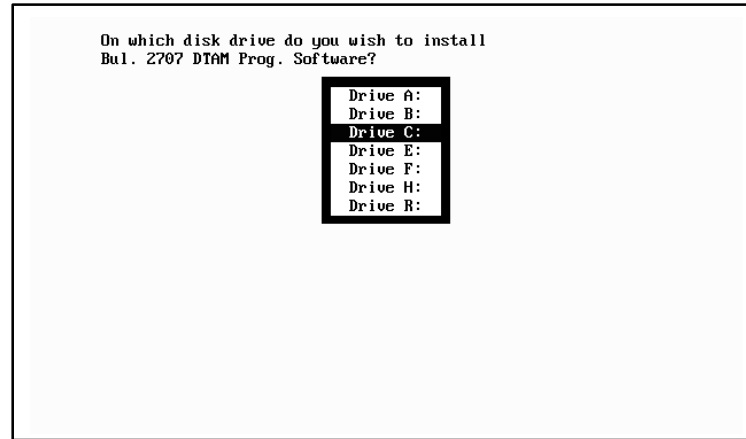 On which disk drive do you wish to install
Bul. 2707 DTAM Prog. Software?
Drive A:
Drive B:
Drive C:
Drive E:
Drive F:
Drive H:
Drive R: